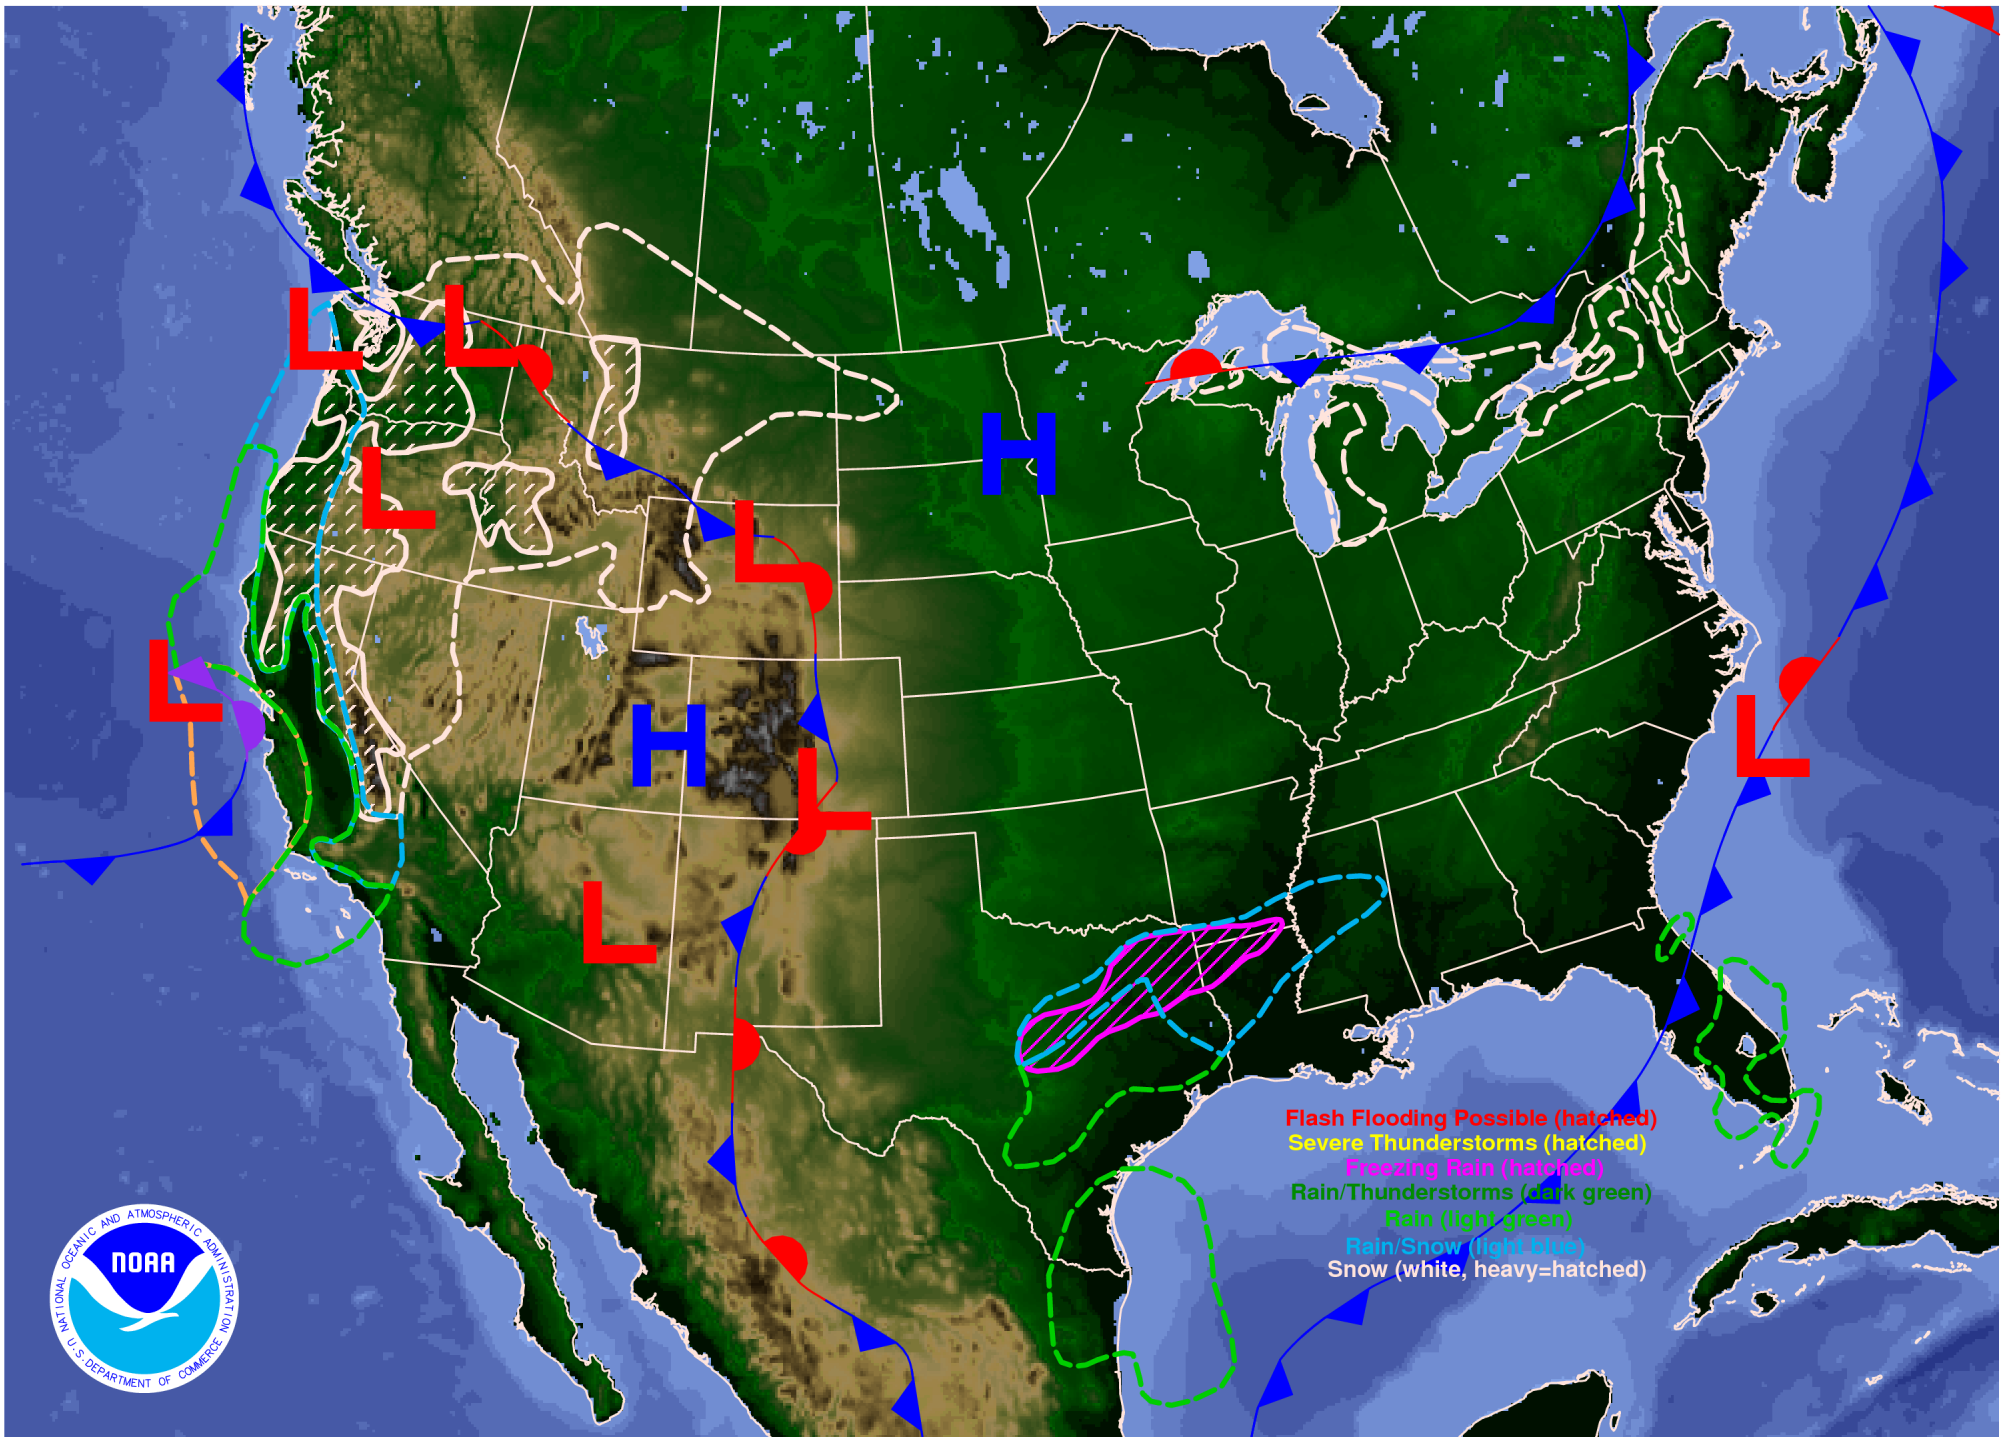 L
L
H
L
L
L
H
L
L
L
Flash Flooding Possible (hatched)
Severe Thunderstorms (hatched)
Freezing Rain (hatched)
Rain/Thunderstorms (dark green)
Rain (light green)
Rain/Snow (light blue)
Snow (white, heavy=hatched)
NATIONAL OCEANIC AND ATMOSPHERIC ADMINISTRATION
NOAA
U.S. DEPARTMENT OF COMMERCE